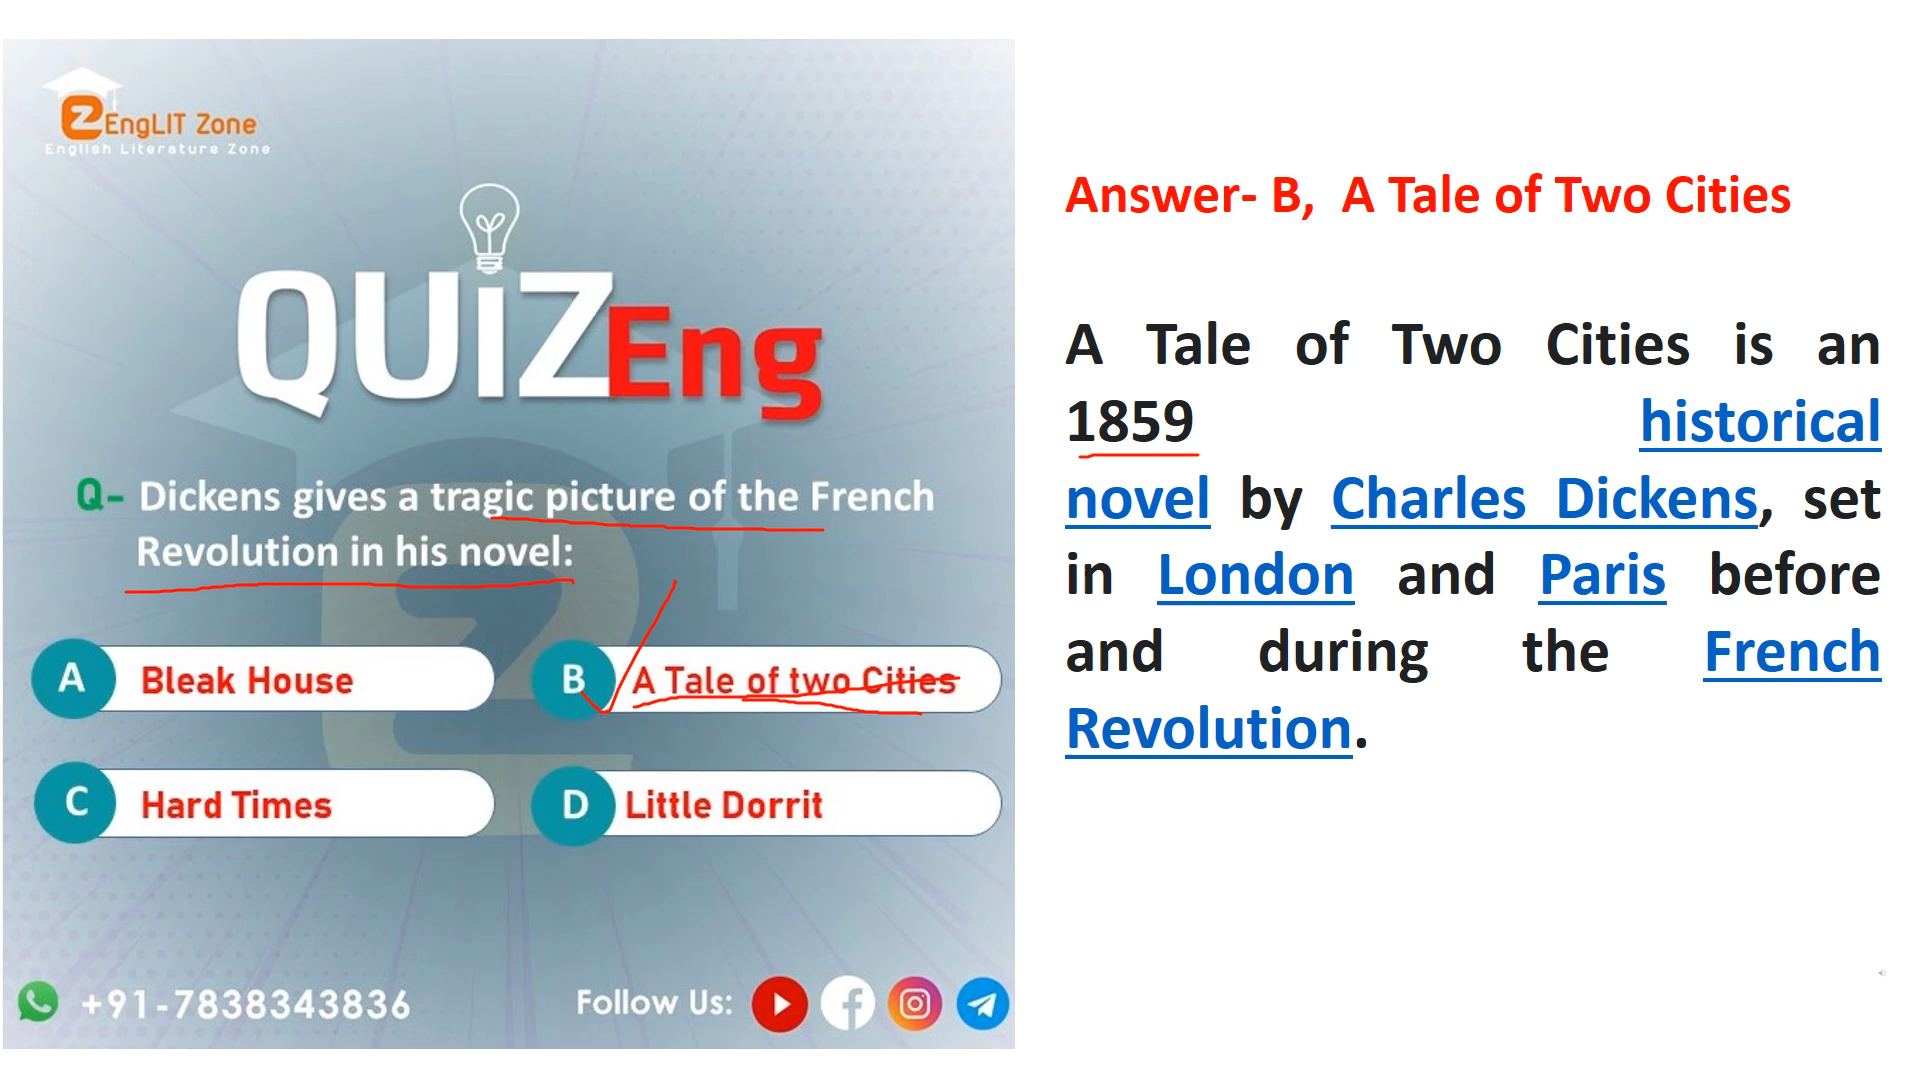 EngLIT Zone
English Literature Zone
QUiZEng
Q- Dickens gives a tragic picture of the French
Revolution in his novel:
A Bleak House
B A Tale of two Cities
C Hard Times
D Little Dorrit
+91-7838343836
Follow Us:
Answer- B, A Tale of Two Cities
A Tale of Two Cities is an
1859 historical
novel by Charles Dickens, set
in London and Paris before
and during the French
Revolution.